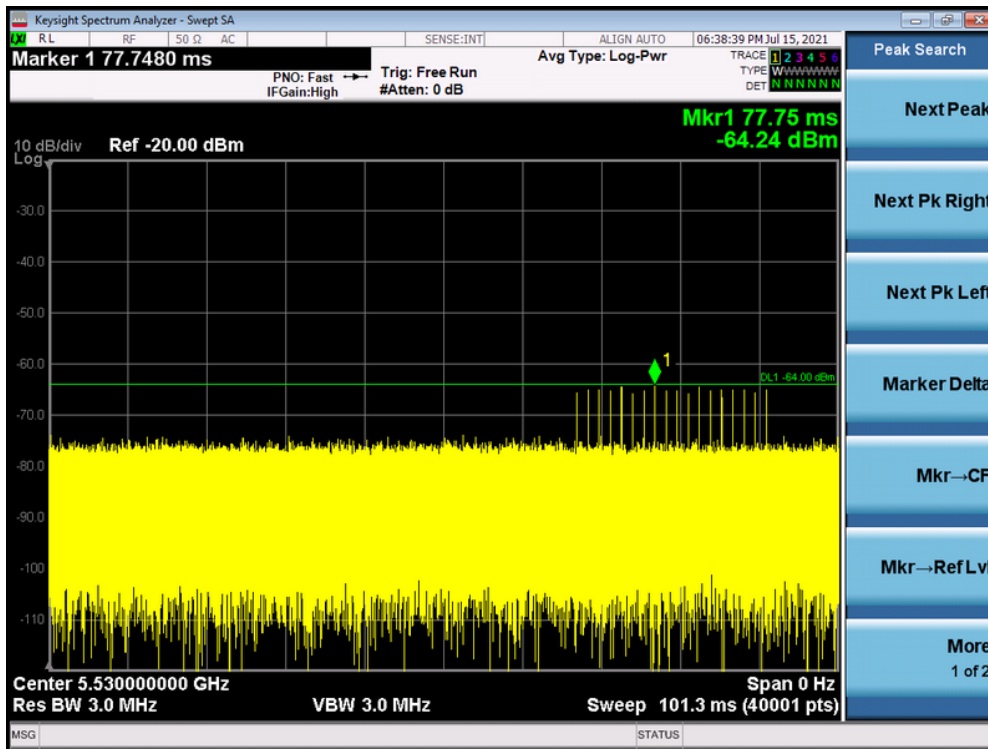 Keysight Spectrum Analyzer - Swept SA
LXI RL RF 50 Ω AC SENSE:INT ALIGN AUTO 06:38:39 PM Jul 15, 2021
Marker 1 77.7480 ms
PNO: Fast
IFGain:High
Trig: Free Run
#Atten: 0 dB
Avg Type: Log-Pwr
TRACE 1 2 3 4 5 6
TYPE WWWWWW
DET N N N N N N
Mkr1 77.75 ms
-64.24 dBm
10 dB/div Ref -20.00 dBm
Log
-30.0
-40.0
-50.0
-60.0
1
DL1 -64.00 dBm
-70.0
-80.0
-90.0
-100
-110
Center 5.530000000 GHz Span 0 Hz
Res BW 3.0 MHz VBW 3.0 MHz Sweep 101.3 ms (40001 pts)
MSG STATUS
Peak Search
Next Peak
Next Pk Right
Next Pk Left
Marker Delta
Mkr→CF
Mkr→Ref Lvl
More
1 of 2